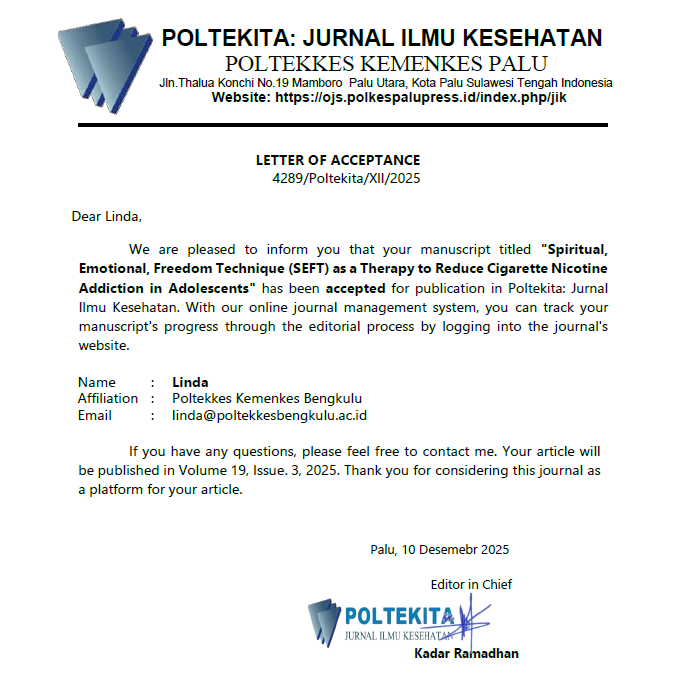 POLTEKITA: JURNAL ILMU KESEHATAN
POLTEKKES KEMENKES PALU
Jln.Thalua Konchi No.19 Mamboro Palu Utara, Kota Palu Sulawesi Tengah Indonesia
Website: https://ojs.polkespalupress.id/index.php/jik
LETTER OF ACCEPTANCE
4289/Poltekita/XII/2025
Dear Linda,
We are pleased to inform you that your manuscript titled "Spiritual,
Emotional, Freedom Technique (SEFT) as a Therapy to Reduce Cigarette Nicotine
Addiction in Adolescents" has been accepted for publication in Poltekita: Jurnal
Ilmu Kesehatan. With our online journal management system, you can track your
manuscript's progress through the editorial process by logging into the journal's
website.
Name : Linda
Affiliation : Poltekkes Kemenkes Bengkulu
Email : linda@poltekkesbengkulu.ac.id
If you have any questions, please feel free to contact me. Your article will
be published in Volume 19, Issue. 3, 2025. Thank you for considering this journal as
a platform for your article.
Palu, 10 Desemebr 2025
Editor in Chief
POLTEKITA
JURNAL ILMU KESEHATAN
Kadar Ramadhan